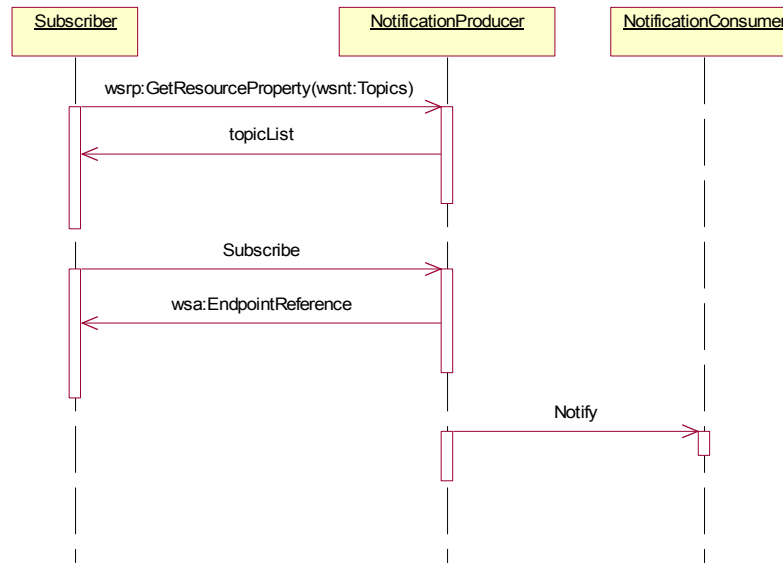 Subscriber
NotificationProducer
NotificationConsumer
wsrp:GetResourceProperty(wsnt:Topics)
topicList
Subscribe
wsa:EndpointReference
Notify